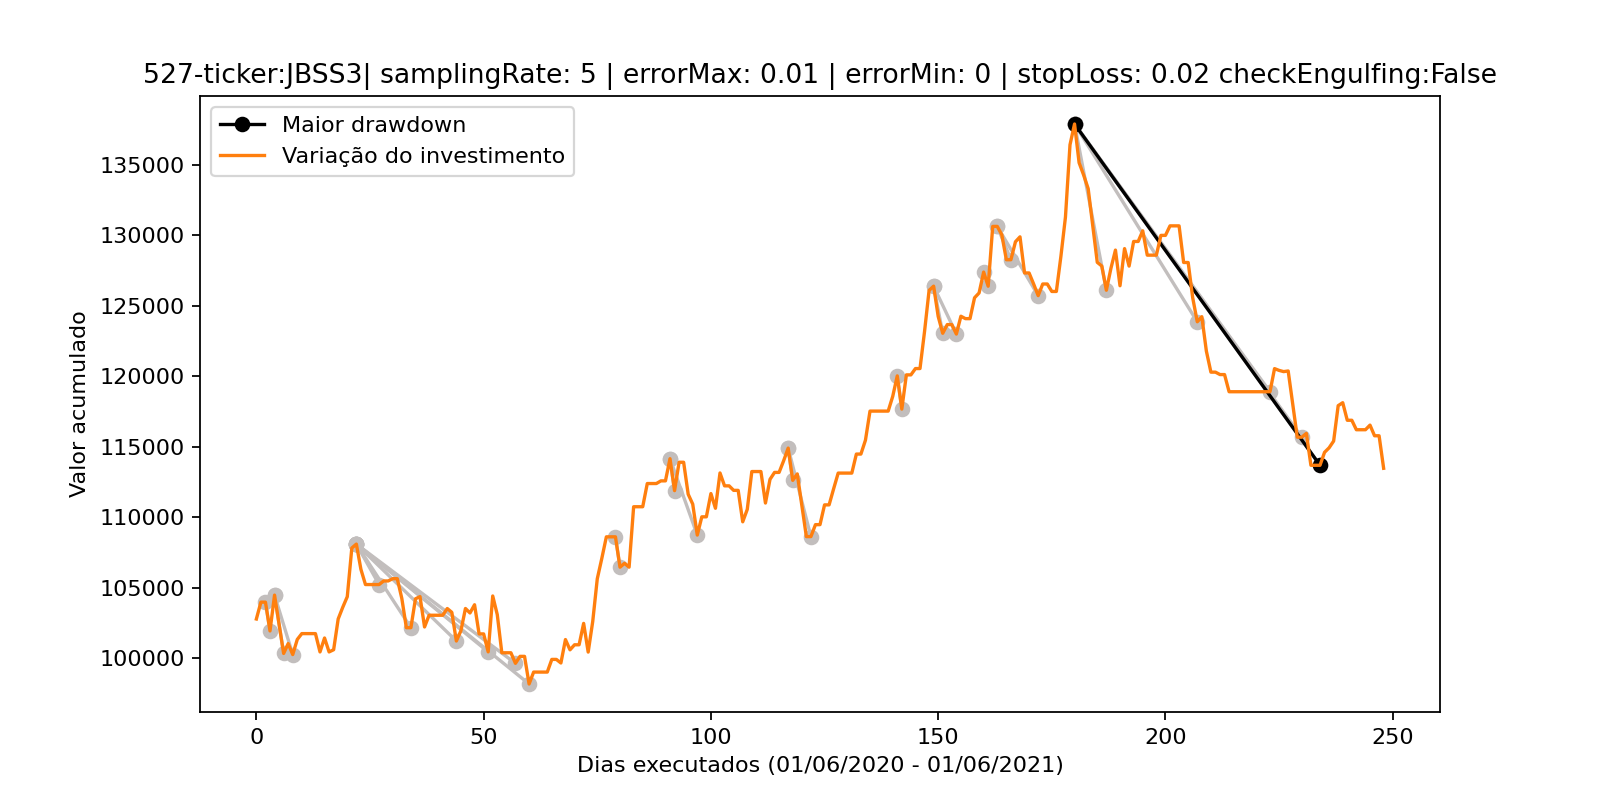 527-ticker:JBSS3| samplingRate: 5 | errorMax: 0.01 | errorMin: 0 | stopLoss: 0.02 checkEngulfing:False
Maior drawdown
Variação do investimento
Valor acumulado
135000
130000
125000
120000
115000
110000
105000
100000
0 50 100 150 200 250
Dias executados (01/06/2020 - 01/06/2021)